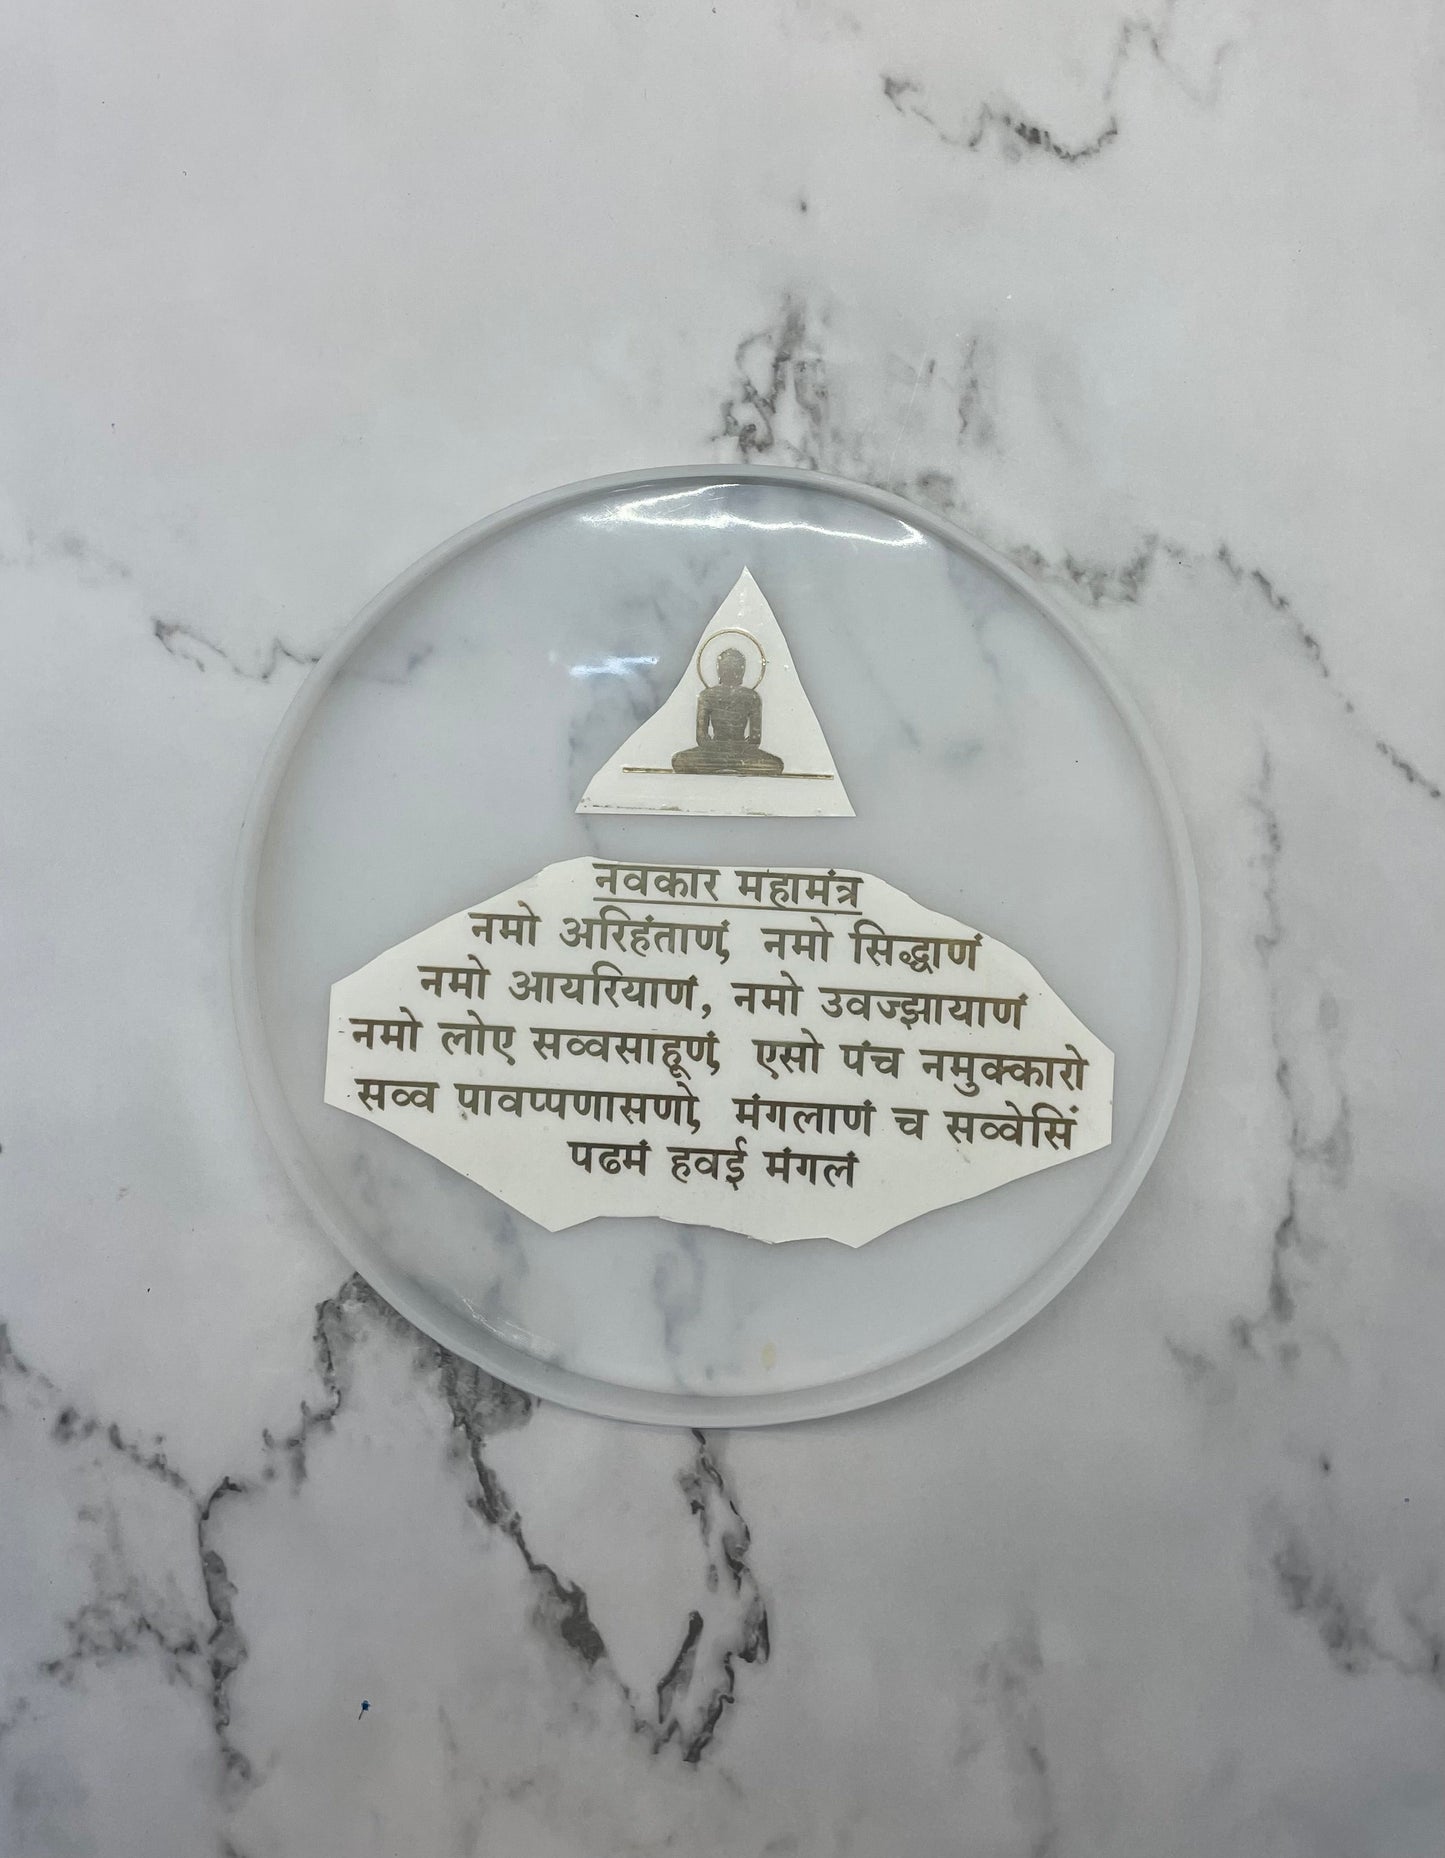 नवकार महामंत्र
नमो अरिहंताणं, नमो सिद्धाणं
नमो आयरियाणं, नमो उवज्झायाणं
नमो लोए सव्वसाहूणं, एसो पंच नमुक्कारो
सव्व पावप्पणासणो, मंगलाणं च सव्वेसिं
पढमं हवई मंगलं